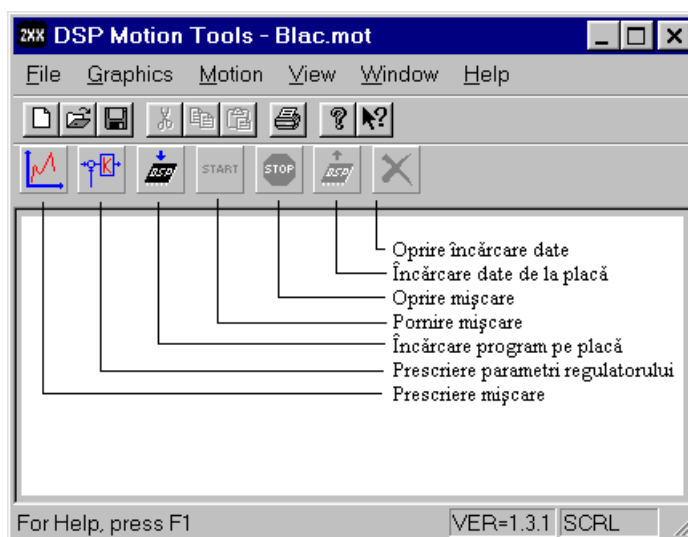 2XX DSP Motion Tools - Blac.mot
File Graphics Motion View Window Help
DSP START STOP DSP
Oprire încărcare date
Încărcare date de la placă
Oprire mişcare
Pornire mişcare
Încărcare program pe placă
Prescriere parametri regulatorului
Prescriere mişcare
For Help, press F1 VER=1.3.1 SCRL